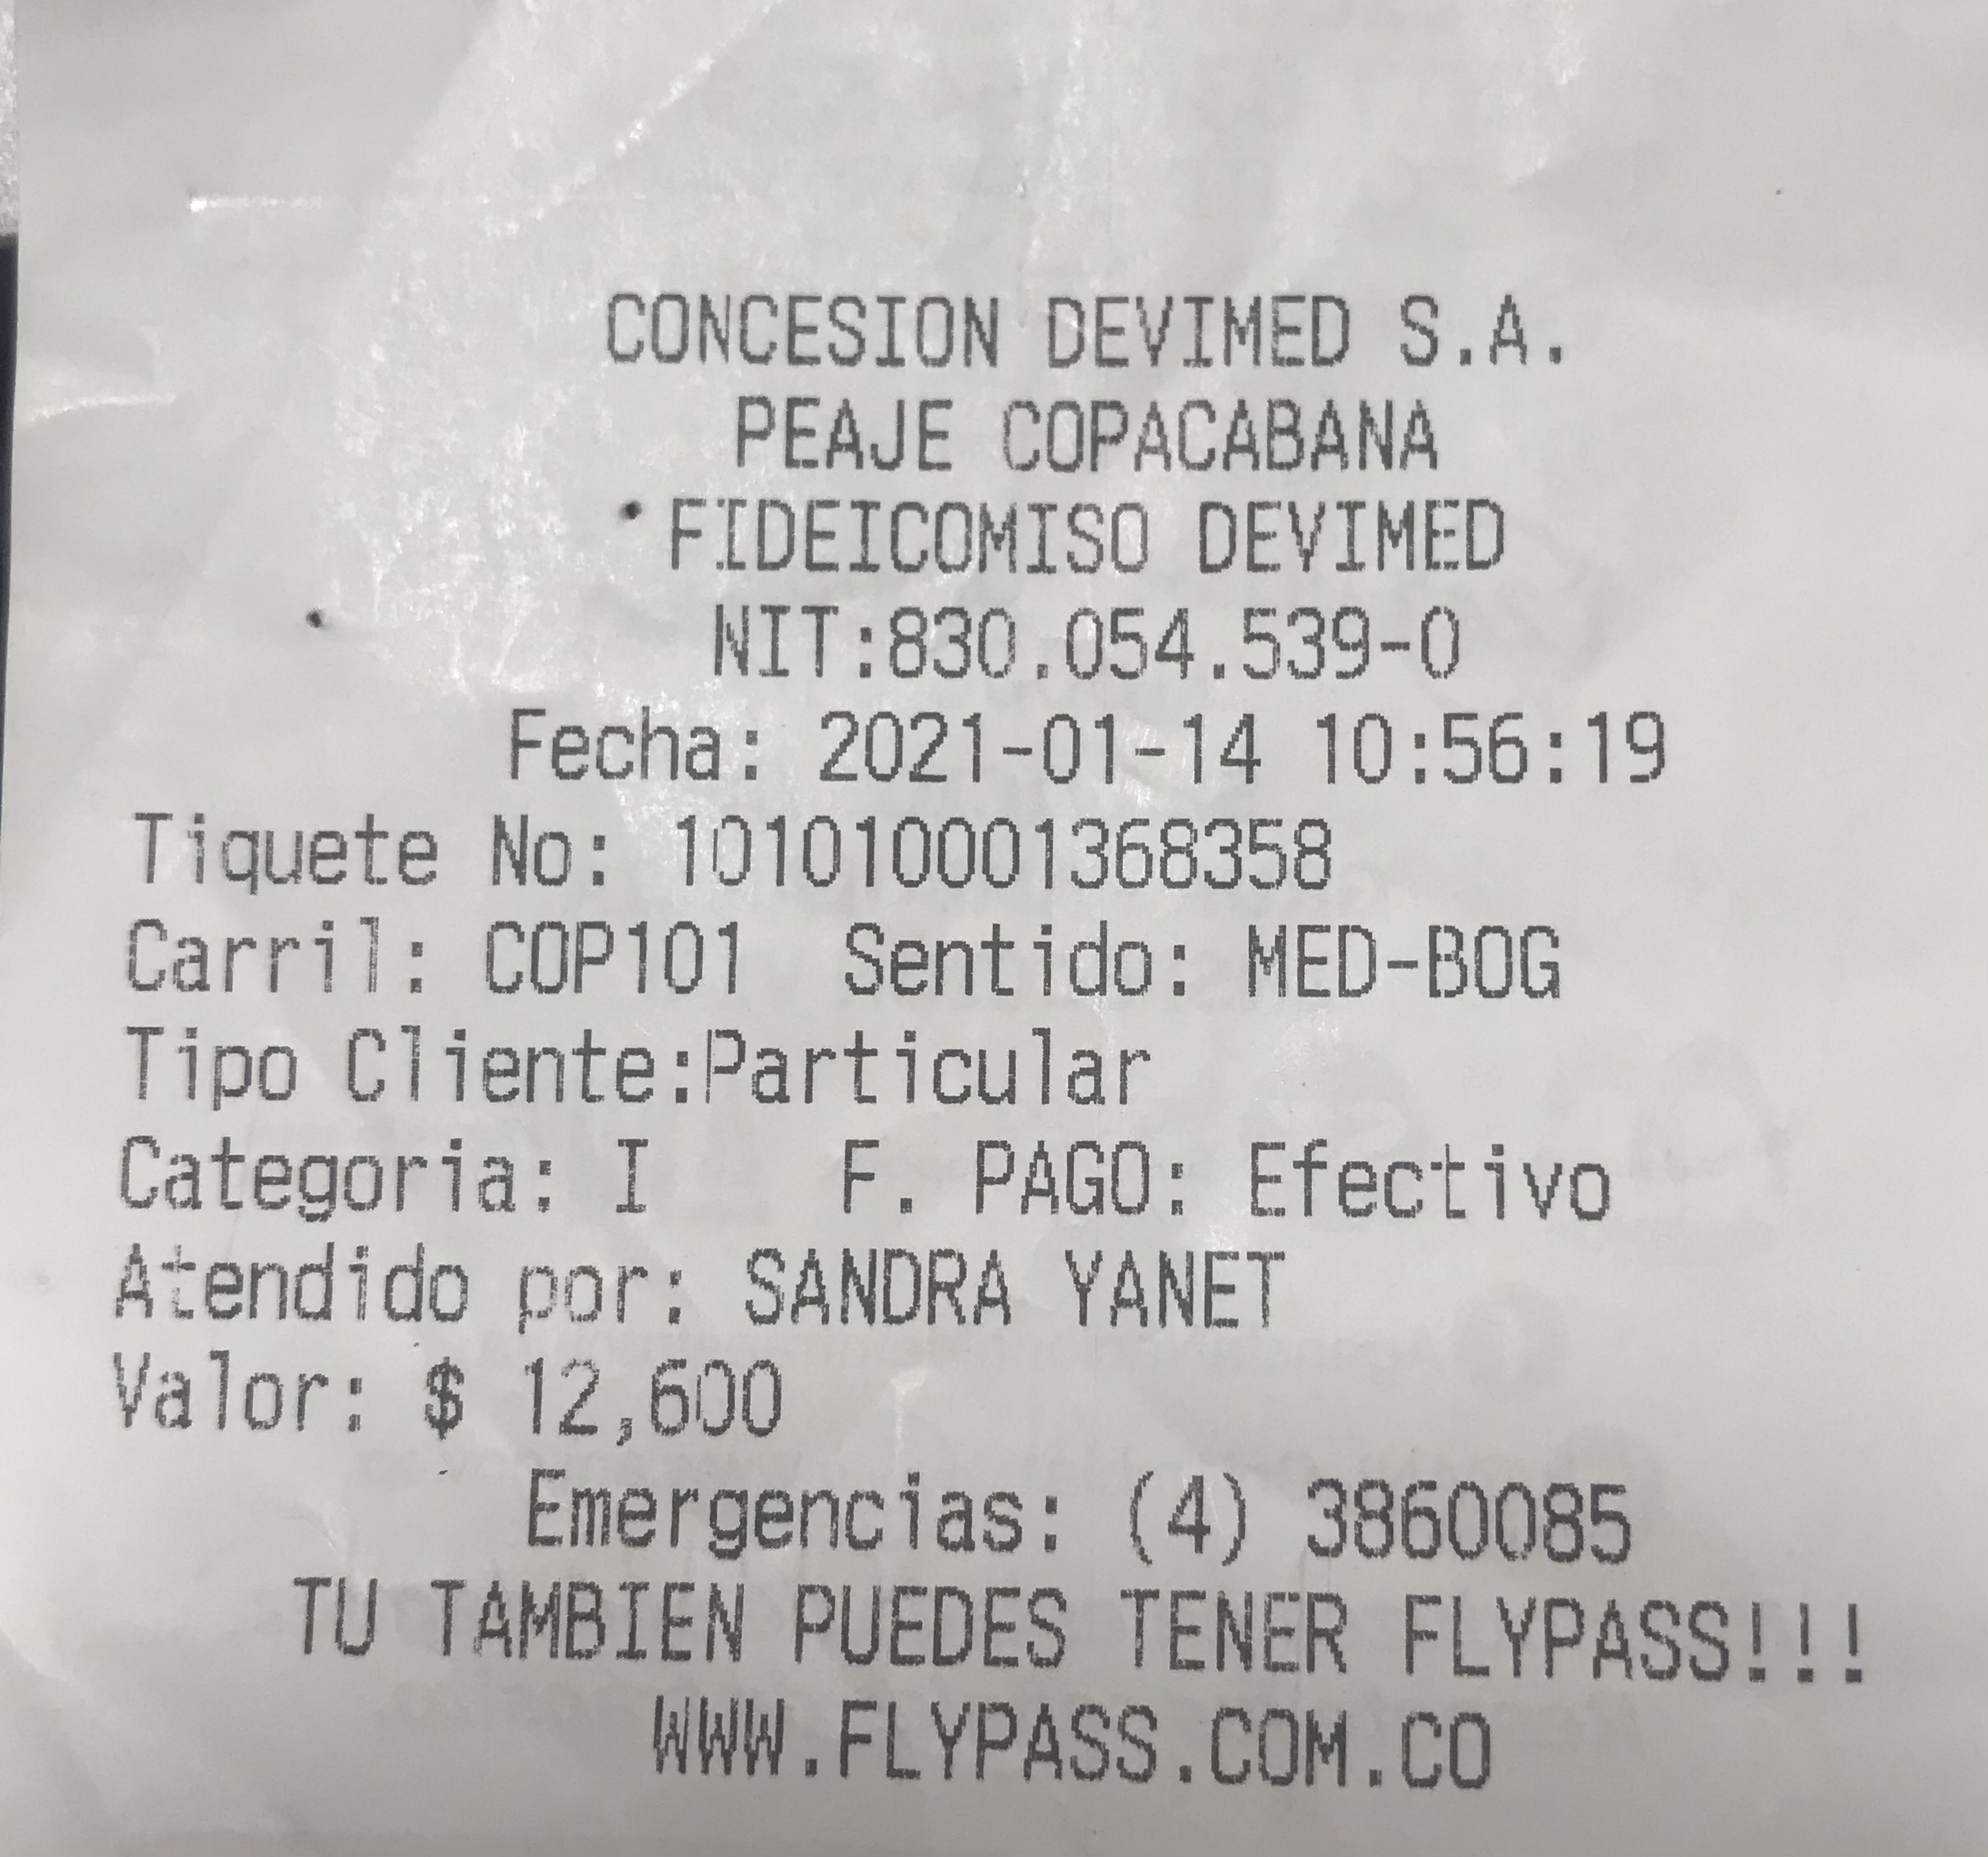 CONCESION DEVIMED S.A.
PEAJE COPACABANA
FIDEICOMISO DEVIMED
NIT:830.054.539-0
Fecha: 2021-01-14 10:56:19
Tiquete No: 101010001368358
Carril: COP101 Sentido: MED-BOG
Tipo Cliente:Particular
Categoria: I F. PAGO: Efectivo
Atendido por: SANDRA YANET
Valor: $ 12,600
Emergencias: (4) 3860085
TU TAMBIEN PUEDES TENER FLYPASS!!!
WWW.FLYPASS.COM.CO